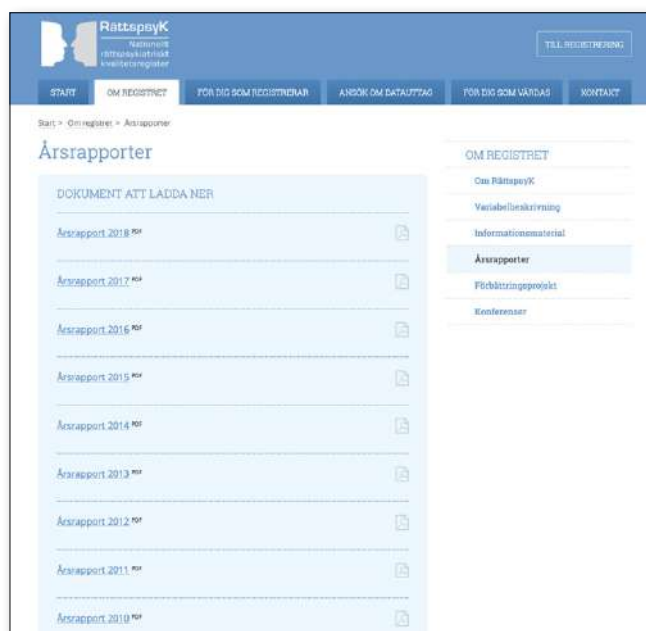 RättspsyK
Nationellt
rättspsykiatriskt
kvalitetsregister
TILL REGISTRERING
START
OM REGISTRET
FÖR DIG SOM REGISTRERAR
ANSÖK OM DATAUTTAG
FÖR DIG SOM VÅRDAS
KONTAKT
Start > Om registret > Årsrapporter
Årsrapporter
DOKUMENT ATT LADDA NER
Årsrapport 2018 PDF
Årsrapport 2017 PDF
Årsrapport 2016 PDF
Årsrapport 2015 PDF
Årsrapport 2014 PDF
Årsrapport 2013 PDF
Årsrapport 2012 PDF
Årsrapport 2011 PDF
Årsrapport 2010 PDF
OM REGISTRET
Om RättspsyK
Variabelbeskrivning
Informationsmaterial
Årsrapporter
Förbättringsprojekt
Konferenser